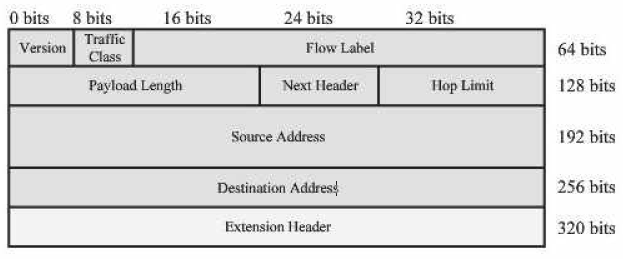 0 bits 8 bits 16 bits 24 bits 32 bits
Version Traffic Class Flow Label 64 bits
Payload Length Next Header Hop Limit 128 bits
Source Address 192 bits
Destination Address 256 bits
Extension Header 320 bits